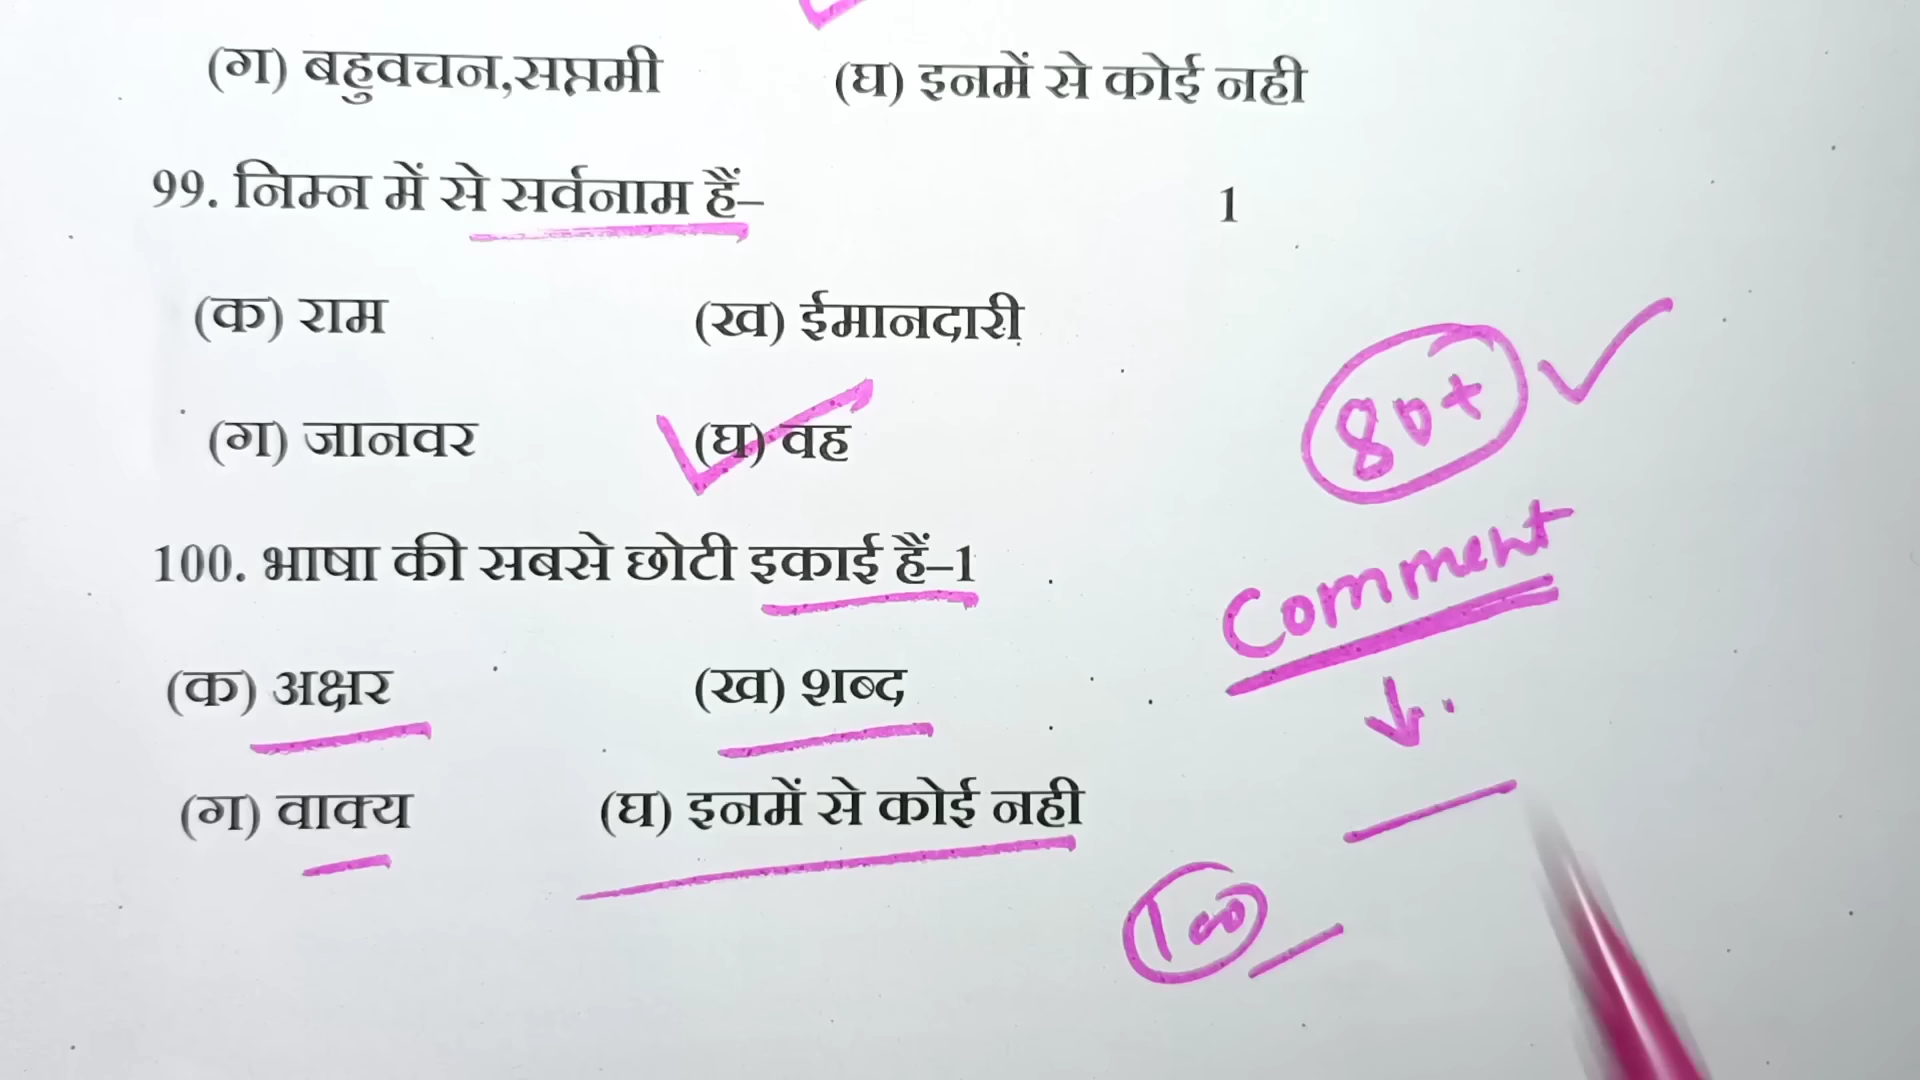 (ग) बहुवचन,सप्तमी (घ) इनमें से कोई नही
99. निम्न में से सर्वनाम हैं– 1
(क) राम (ख) ईमानदारी
(ग) जानवर (घ) वह
80+
100. भाषा की सबसे छोटी इकाई हैं–1
Comment
(क) अक्षर (ख) शब्द
(ग) वाक्य (घ) इनमें से कोई नही
100